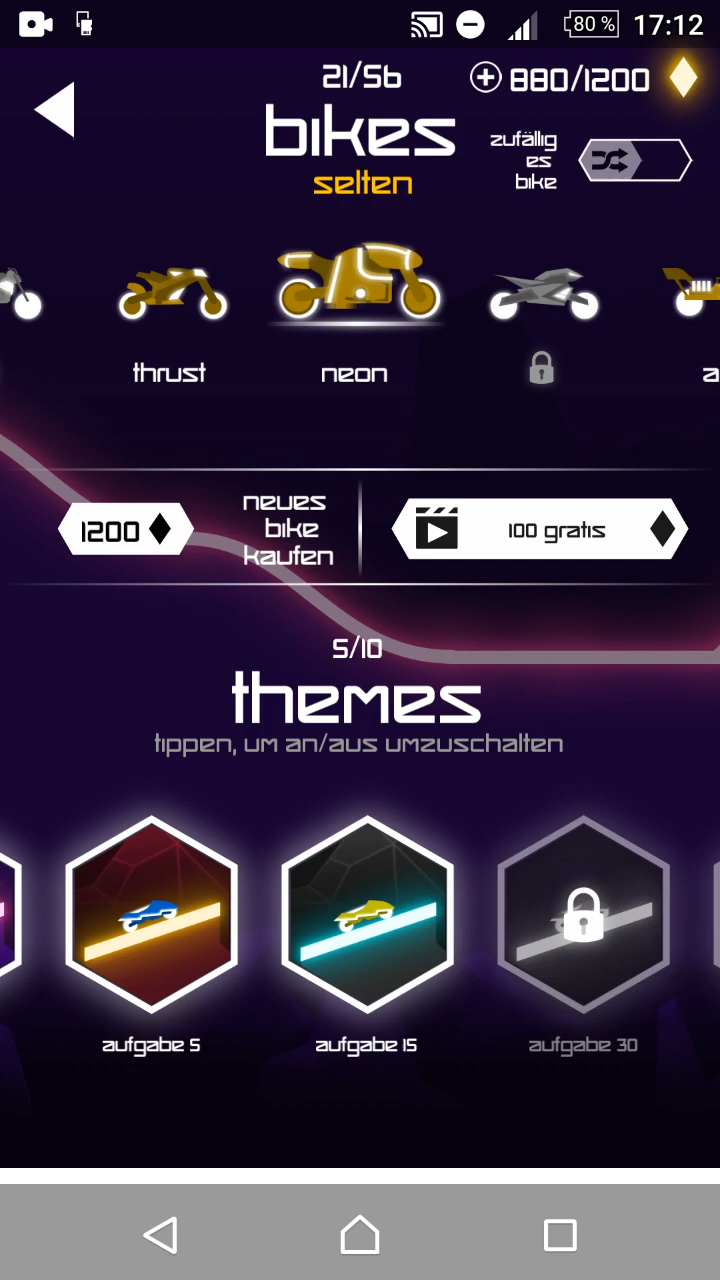 80 % 17:12
21/56
880/1200
bikes
selten
zufällig
es
bike
thrust
neon
a
1200
neues
bike
kaufen
100 gratis
5/10
themes
tippen, um an/aus umzuschalten
aufgabe 5
aufgabe 15
aufgabe 30